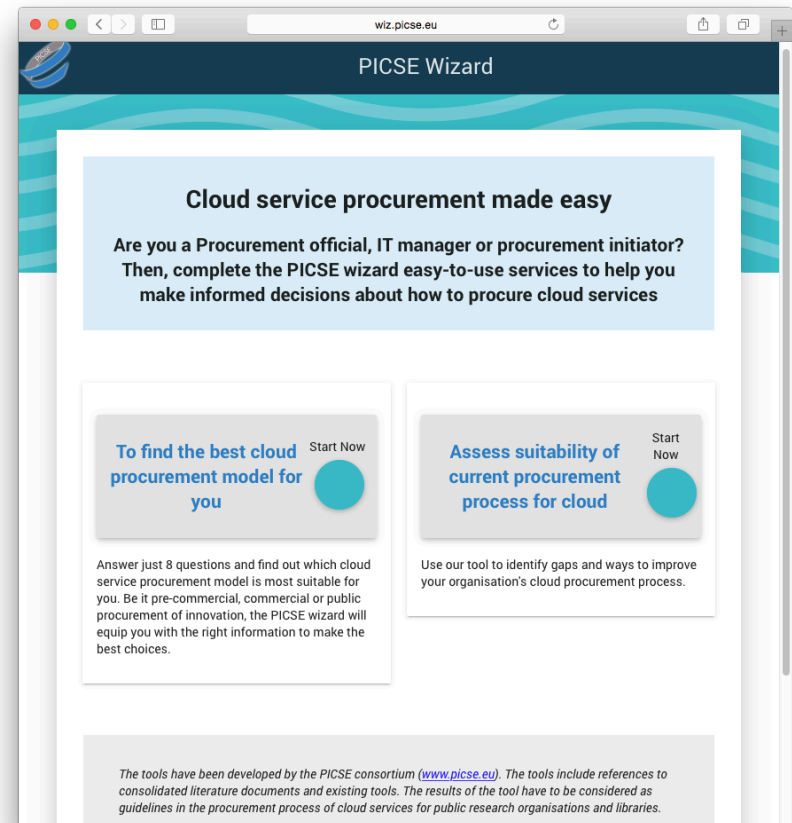 wiz.picse.eu
PICSE
PICSE Wizard
Cloud service procurement made easy
Are you a Procurement official, IT manager or procurement initiator?
Then, complete the PICSE wizard easy-to-use services to help you
make informed decisions about how to procure cloud services
To find the best cloud
procurement model for
you
Start Now
Answer just 8 questions and find out which cloud
service procurement model is most suitable for
you. Be it pre-commercial, commercial or public
procurement of innovation, the PICSE wizard will
equip you with the right information to make the
best choices.
Assess suitability of
current procurement
process for cloud
Start
Now
Use our tool to identify gaps and ways to improve
your organisation's cloud procurement process.
The tools have been developed by the PICSE consortium (www.picse.eu). The tools include references to
consolidated literature documents and existing tools. The results of the tool have to be considered as
guidelines in the procurement process of cloud services for public research organisations and libraries.